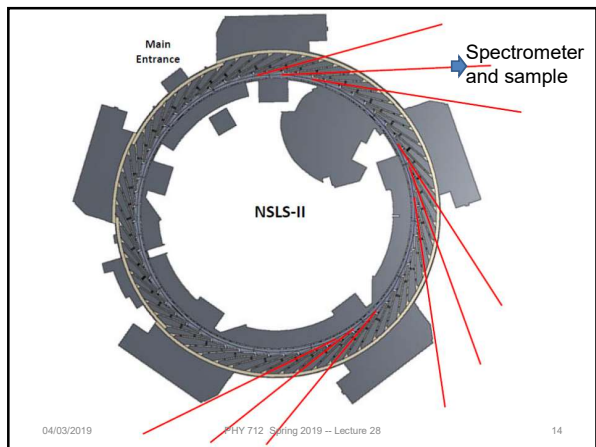 Main
Entrance
Spectrometer
and sample
NSLS-II
04/03/2019
PHY 712 Spring 2019 -- Lecture 28
14